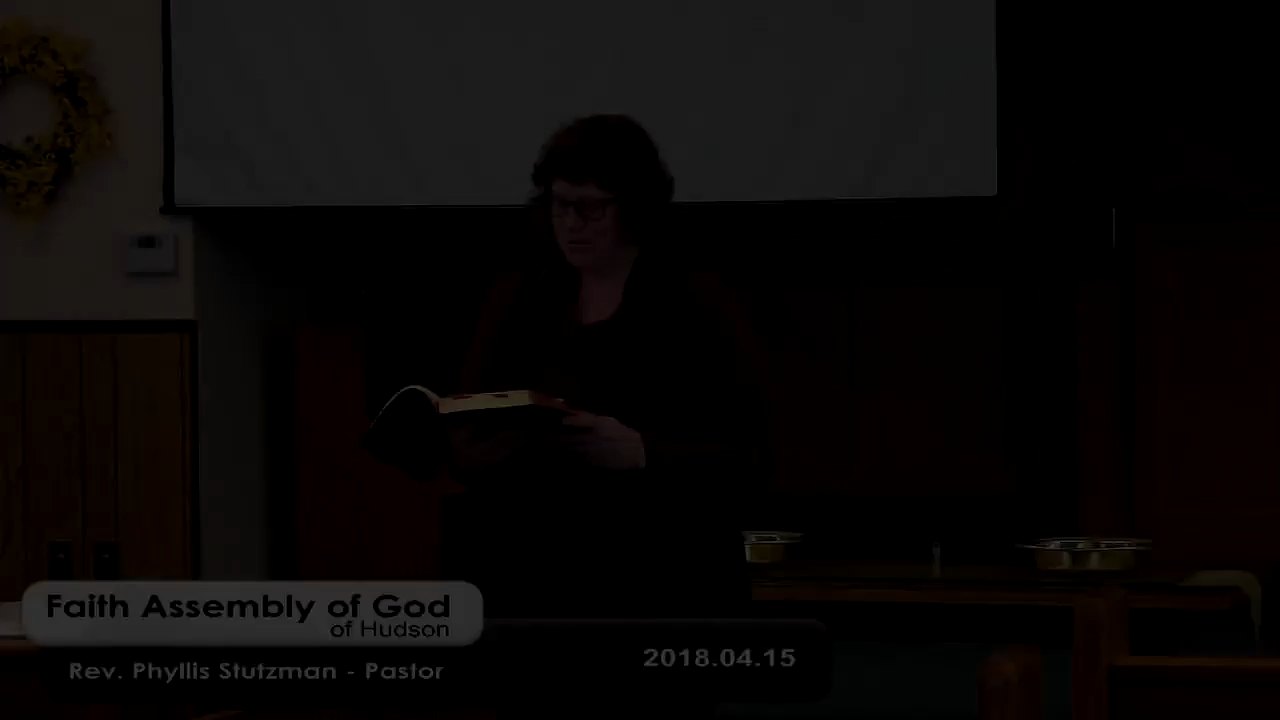 Faith Assembly of God
of Hudson
Rev. Phyllis Stutzman - Pastor
2018.04.15